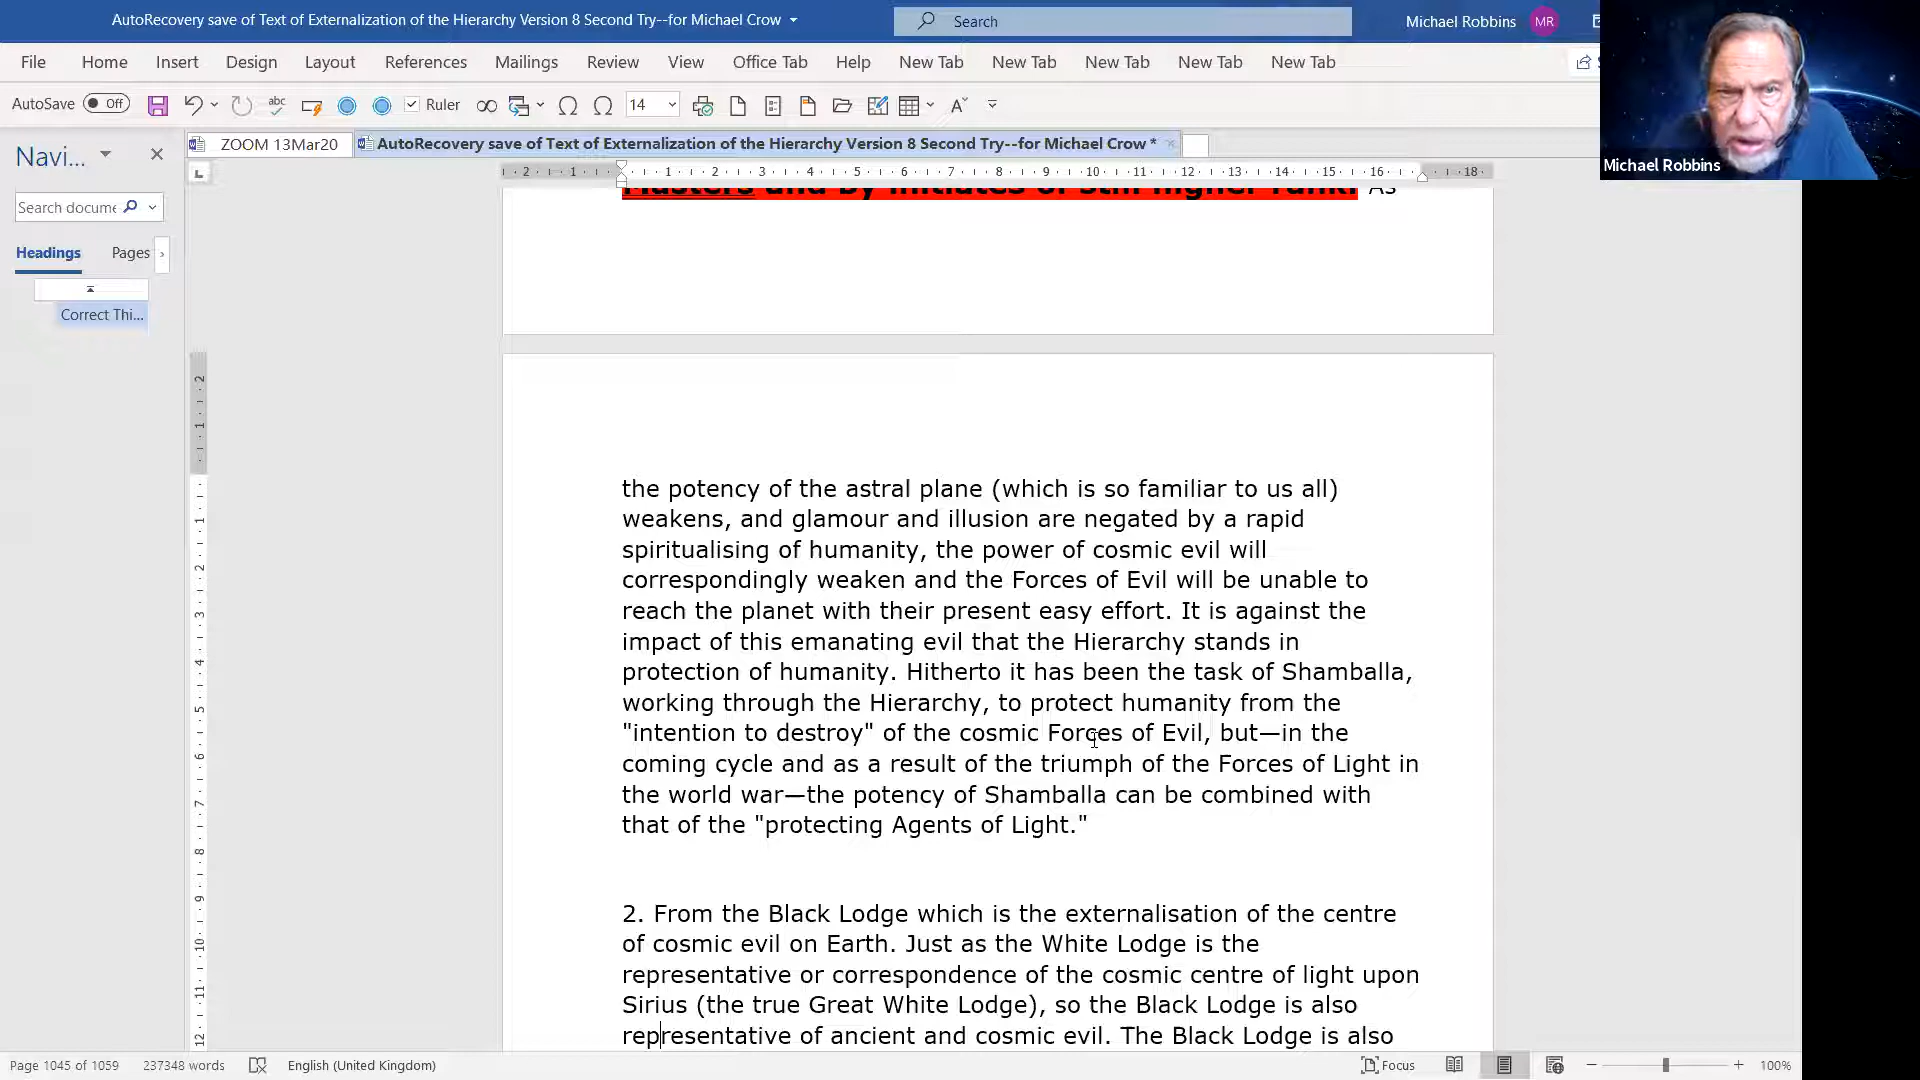 AutoRecovery save of Text of Externalization of the Hierarchy Version 8 Second Try--for Michael Crow
Search
Michael Robbins
MR
File Home Insert Design Layout References Mailings Review View Office Tab Help New Tab New Tab New Tab New Tab New Tab
AutoSave Off
abc
Ruler
14
Navi...
ZOOM 13Mar20
AutoRecovery save of Text of Externalization of the Hierarchy Version 8 Second Try--for Michael Crow *
Michael Robbins
Search docume
Headings Pages
Correct Thi...
Masters and by initiates of still higher rank. As
the potency of the astral plane (which is so familiar to us all)
weakens, and glamour and illusion are negated by a rapid
spiritualising of humanity, the power of cosmic evil will
correspondingly weaken and the Forces of Evil will be unable to
reach the planet with their present easy effort. It is against the
impact of this emanating evil that the Hierarchy stands in
protection of humanity. Hitherto it has been the task of Shamballa,
working through the Hierarchy, to protect humanity from the
"intention to destroy" of the cosmic Forces of Evil, but—in the
coming cycle and as a result of the triumph of the Forces of Light in
the world war—the potency of Shamballa can be combined with
that of the "protecting Agents of Light."
2. From the Black Lodge which is the externalisation of the centre
of cosmic evil on Earth. Just as the White Lodge is the
representative or correspondence of the cosmic centre of light upon
Sirius (the true Great White Lodge), so the Black Lodge is also
representative of ancient and cosmic evil. The Black Lodge is also
Page 1045 of 1059 237348 words English (United Kingdom) Focus 100%